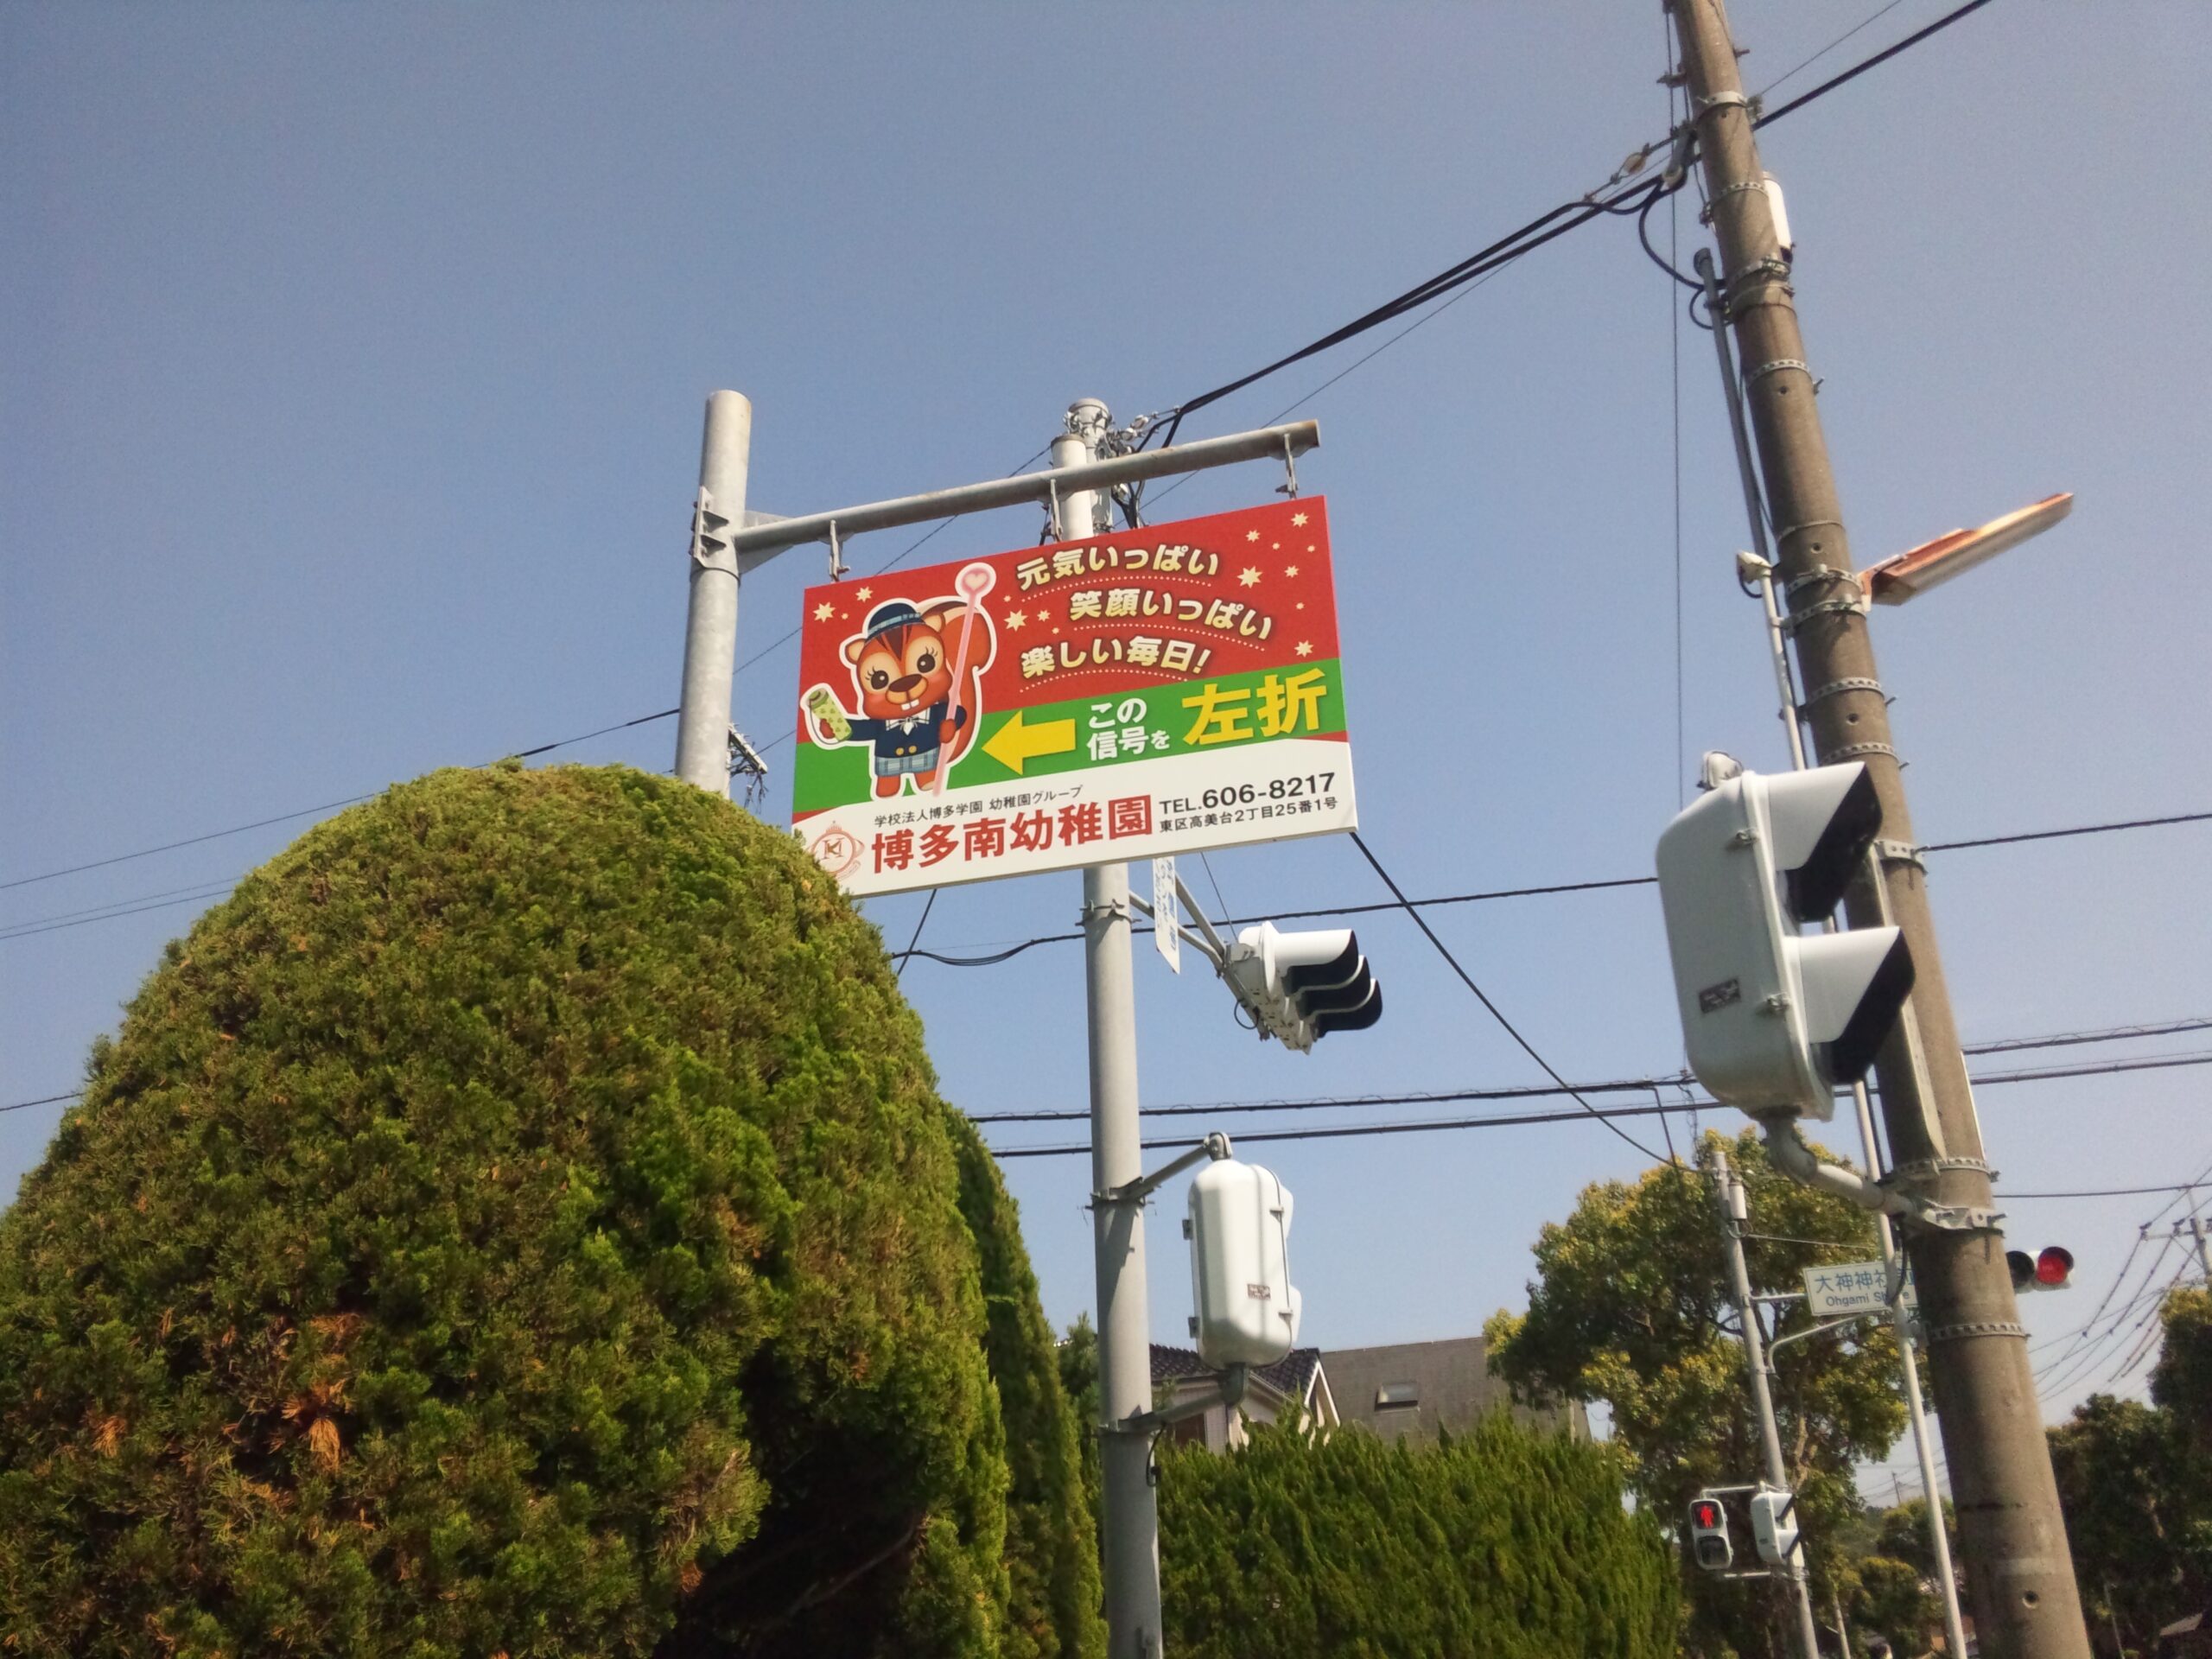 元気いっぱい
笑顔いっぱい
楽しい毎日!
この
信号を
左折
学校法人博多学園 幼稚園グループ
博多南幼稚園
TEL.606-8217
東区高美台2丁目25番1号
大神神社
Ohgami